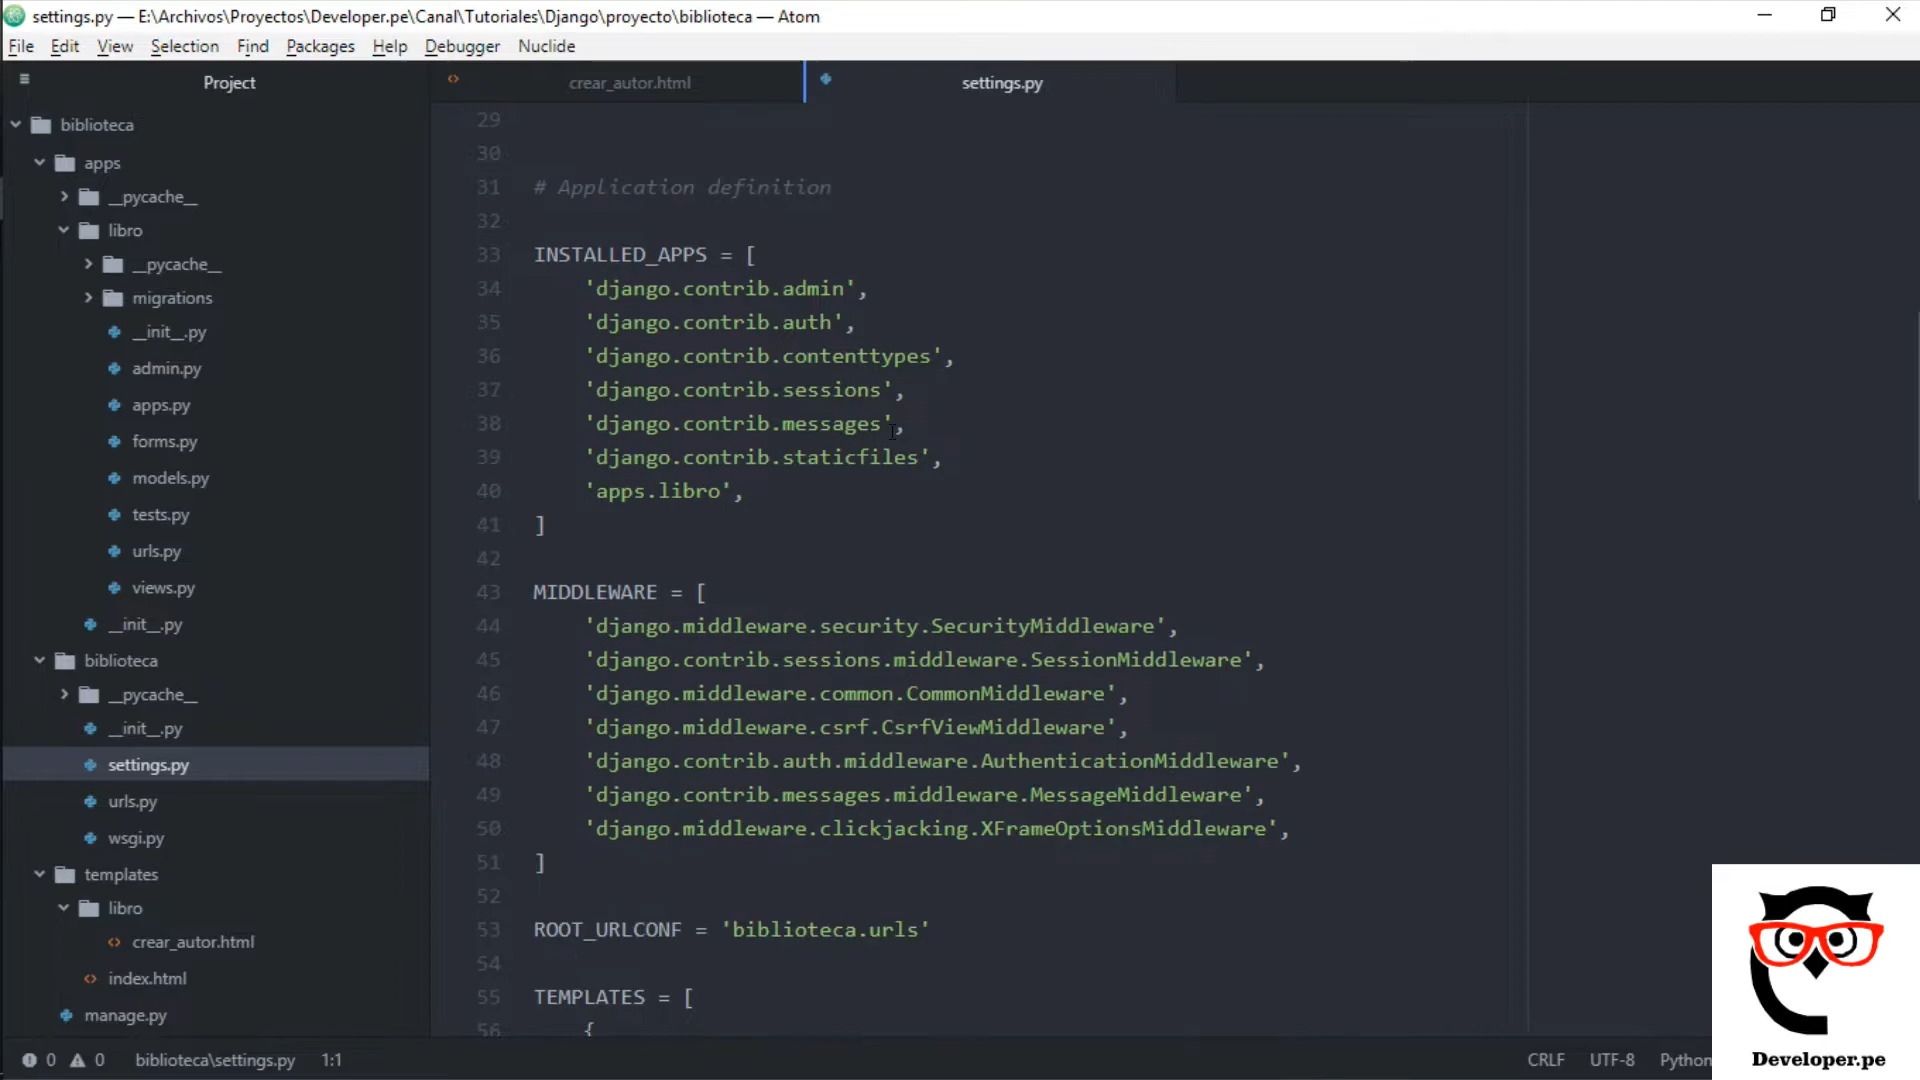 settings.py — E:\Archivos\Proyectos\Developer.pe\Canal\Tutoriales\Django\proyecto\biblioteca — Atom
File Edit View Selection Find Packages Help Debugger Nuclide
Project
biblioteca
apps
__pycache__
libro
__pycache__
migrations
__init__.py
admin.py
apps.py
forms.py
models.py
tests.py
urls.py
views.py
__init__.py
biblioteca
__pycache__
__init__.py
settings.py
urls.py
wsgi.py
templates
libro
crear_autor.html
index.html
manage.py
crear_autor.html settings.py
29
30
31 # Application definition
32
33 INSTALLED_APPS = [
34 'django.contrib.admin',
35 'django.contrib.auth',
36 'django.contrib.contenttypes',
37 'django.contrib.sessions',
38 'django.contrib.messages',
39 'django.contrib.staticfiles',
40 'apps.libro',
41 ]
42
43 MIDDLEWARE = [
44 'django.middleware.security.SecurityMiddleware',
45 'django.contrib.sessions.middleware.SessionMiddleware',
46 'django.middleware.common.CommonMiddleware',
47 'django.middleware.csrf.CsrfViewMiddleware',
48 'django.contrib.auth.middleware.AuthenticationMiddleware',
49 'django.contrib.messages.middleware.MessageMiddleware',
50 'django.middleware.clickjacking.XFrameOptionsMiddleware',
51 ]
52
53 ROOT_URLCONF = 'biblioteca.urls'
54
55 TEMPLATES = [
56 {
0 0 biblioteca\settings.py 1:1 CRLF UTF-8 Python
Developer.pe